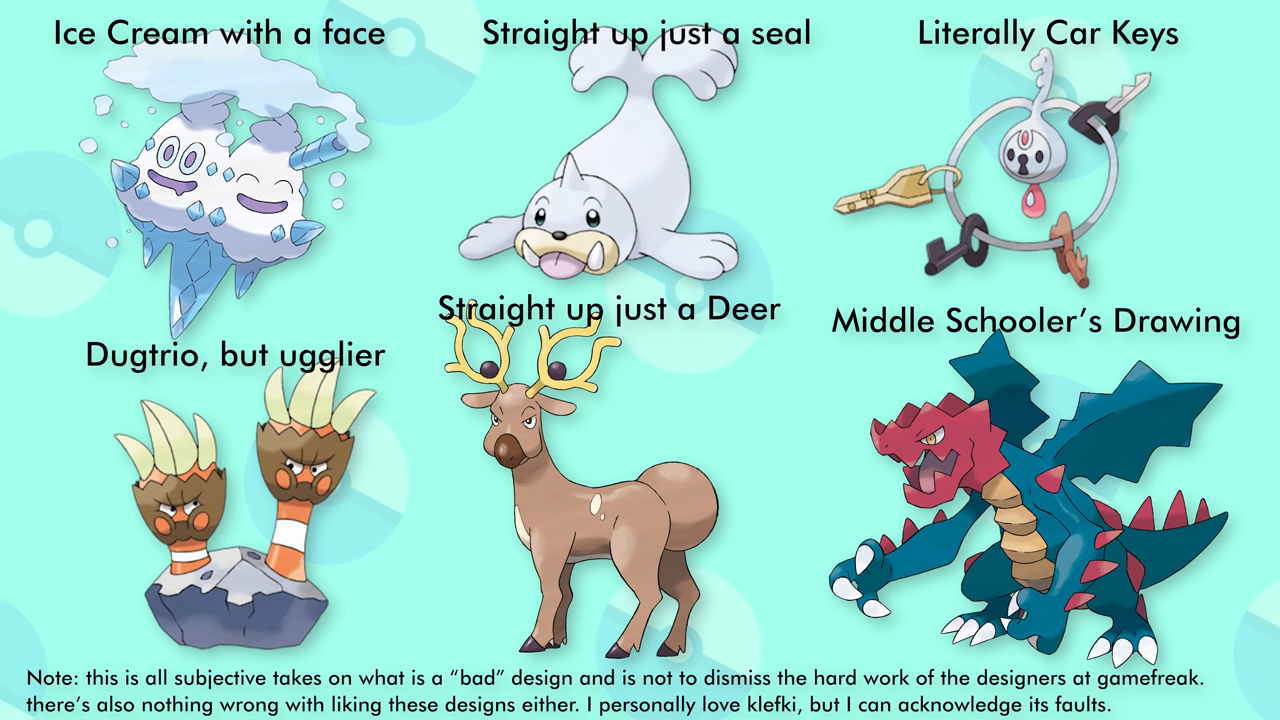 Ice Cream with a face
Straight up just a seal
Literally Car Keys
Dugtrio, but ugglier
Straight up just a Deer
Middle Schooler's Drawing
Note: this is all subjective takes on what is a “bad” design and is not to dismiss the hard work of the designers at gamefreak.
there's also nothing wrong with liking these designs either. I personally love klefki, but I can acknowledge its faults.